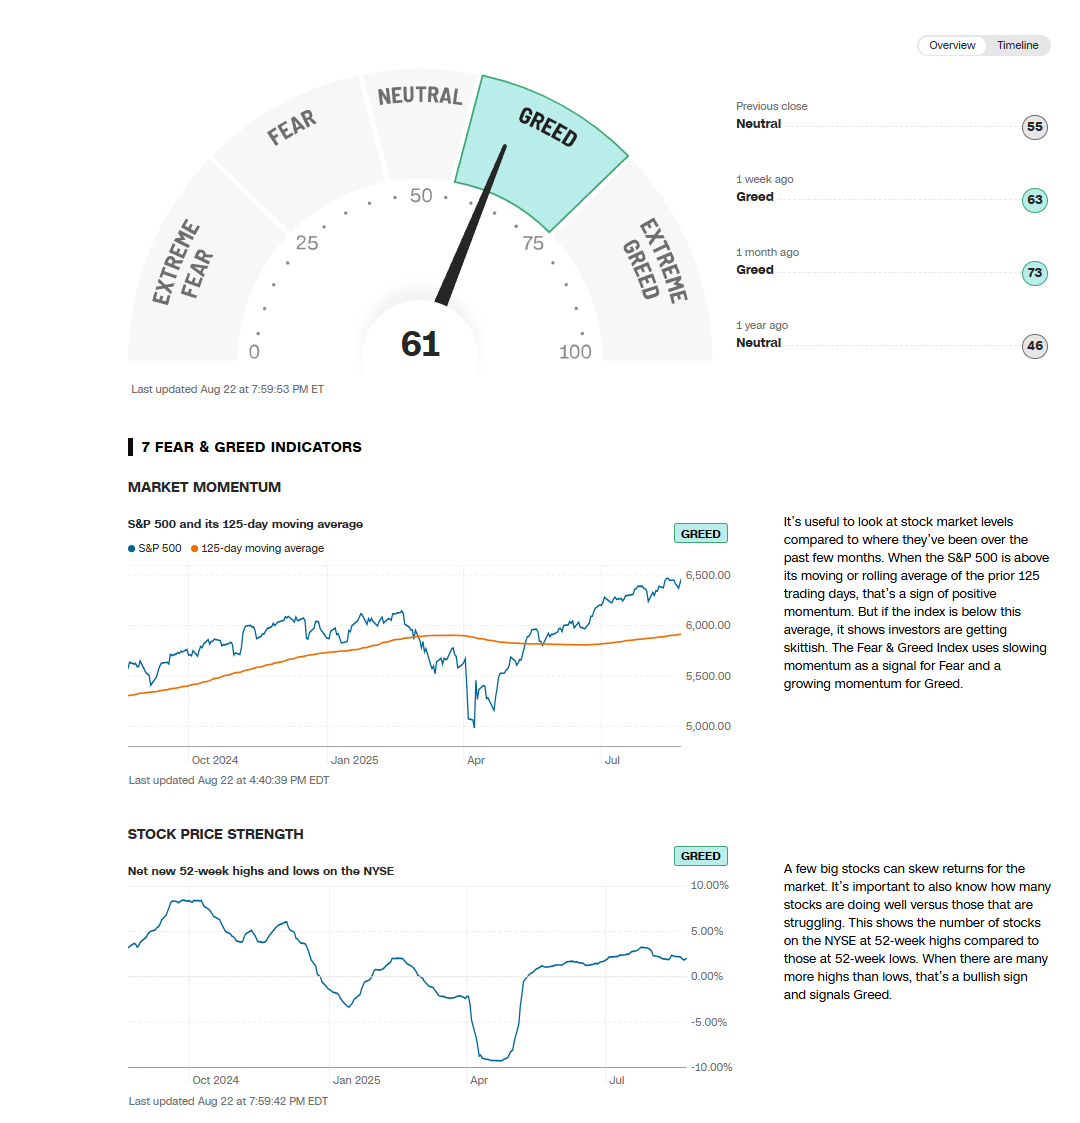 Overview Timeline
EXTREME
FEAR
FEAR
NEUTRAL
GREED
EXTREME
GREED
0
25
50
75
100
61
Last updated Aug 22 at 7:59:53 PM ET
Previous close
Neutral 55
1 week ago
Greed 63
1 month ago
Greed 73
1 year ago
Neutral 46
7 FEAR & GREED INDICATORS
MARKET MOMENTUM
S&P 500 and its 125-day moving average
GREED
S&P 500 125-day moving average
6,500.00
6,000.00
5,500.00
5,000.00
Oct 2024 Jan 2025 Apr Jul
Last updated Aug 22 at 4:40:39 PM EDT
It's useful to look at stock market levels
compared to where they've been over the
past few months. When the S&P 500 is above
its moving or rolling average of the prior 125
trading days, that's a sign of positive
momentum. But if the index is below this
average, it shows investors are getting
skittish. The Fear & Greed Index uses slowing
momentum as a signal for Fear and a
growing momentum for Greed.
STOCK PRICE STRENGTH
GREED
Net new 52-week highs and lows on the NYSE
10.00%
5.00%
0.00%
-5.00%
-10.00%
Oct 2024 Jan 2025 Apr Jul
Last updated Aug 22 at 7:59:42 PM EDT
A few big stocks can skew returns for the
market. It's important to also know how many
stocks are doing well versus those that are
struggling. This shows the number of stocks
on the NYSE at 52-week highs compared to
those at 52-week lows. When there are many
more highs than lows, that's a bullish sign
and signals Greed.